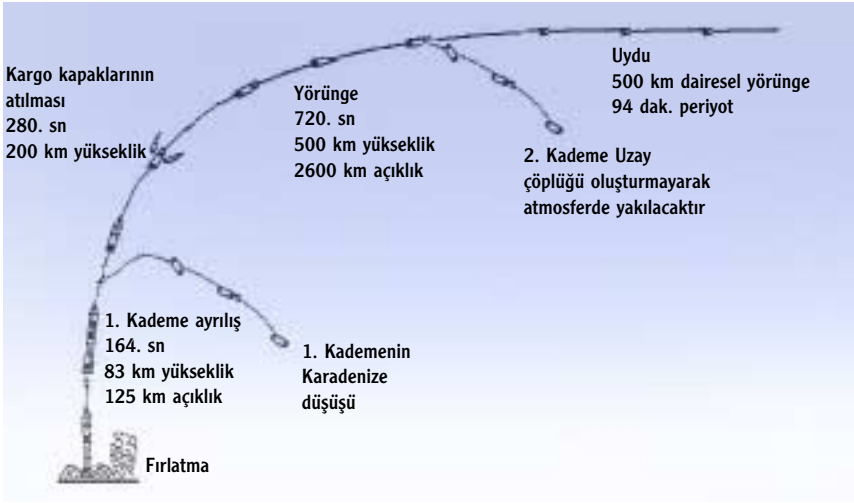 Kargo kapaklarının
atılması
280. sn
200 km yükseklik
Yörünge
720. sn
500 km yükseklik
2600 km açıklık
Uydu
500 km dairesel yörünge
94 dak. periyot
2. Kademe Uzay
çöplüğü oluşturmayarak
atmosferde yakılacaktır
1. Kademe ayrılış
164. sn
83 km yükseklik
125 km açıklık
1. Kademenin
Karadenize
düşüşü
Fırlatma